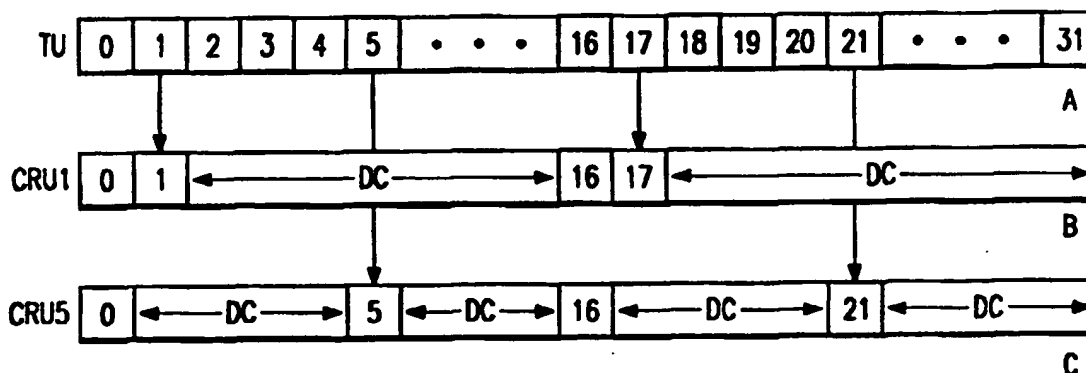 TU 0 1 2 3 4 5 • • • 16 17 18 19 20 21 • • • 31
A
CRU1 0 1 DC 16 17 DC
B
CRU5 0 DC 5 DC 16 DC 21 DC
C